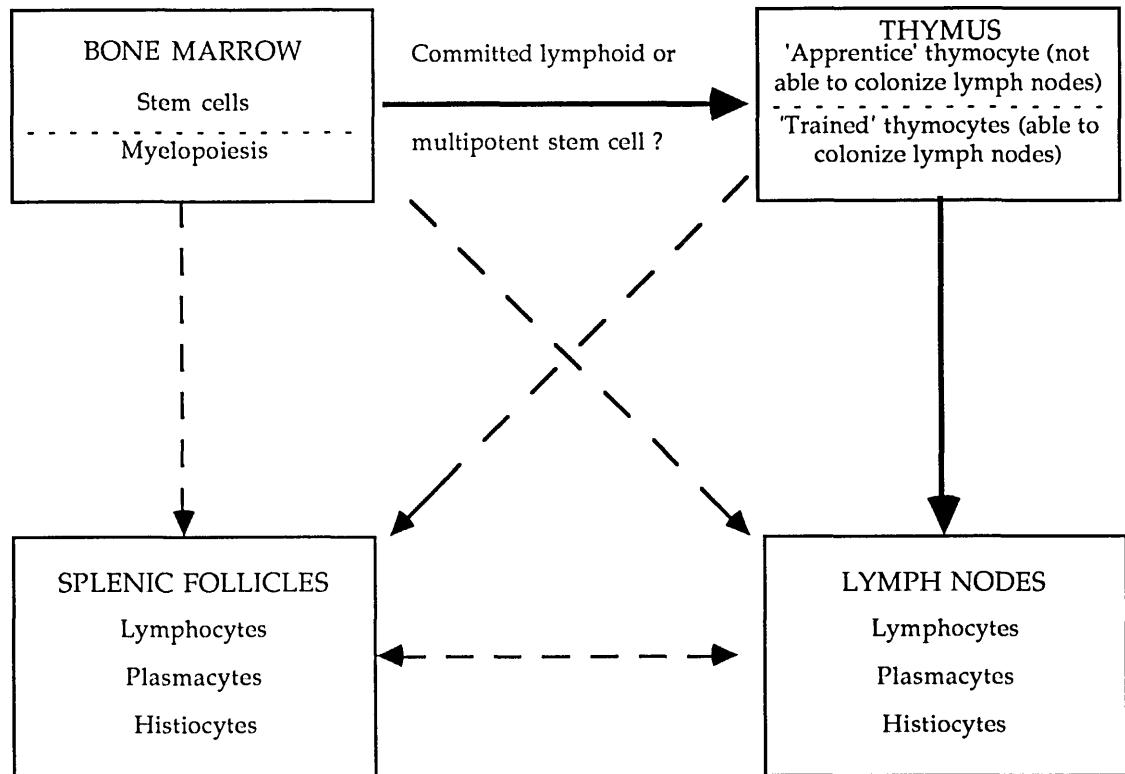 BONE MARROW
Stem cells
Myelopoiesis
Committed lymphoid or
multipotent stem cell ?
THYMUS
'Apprentice' thymocyte (not
able to colonize lymph nodes)
'Trained' thymocytes (able to
colonize lymph nodes)
SPLENIC FOLLICLES
Lymphocytes
Plasmacytes
Histiocytes
LYMPH NODES
Lymphocytes
Plasmacytes
Histiocytes